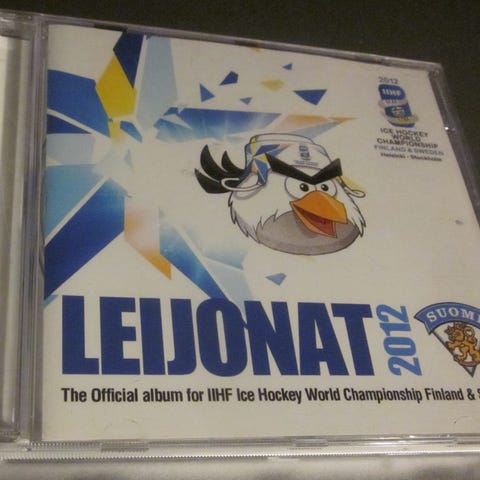 2012
IIHF
ICE HOCKEY
WORLD
CHAMPIONSHIP
FINLAND & SWEDEN
Helsinki - Stockholm
LEIJONAT 2012
SUOMI
The Official album for IIHF Ice Hockey World Championship Finland &